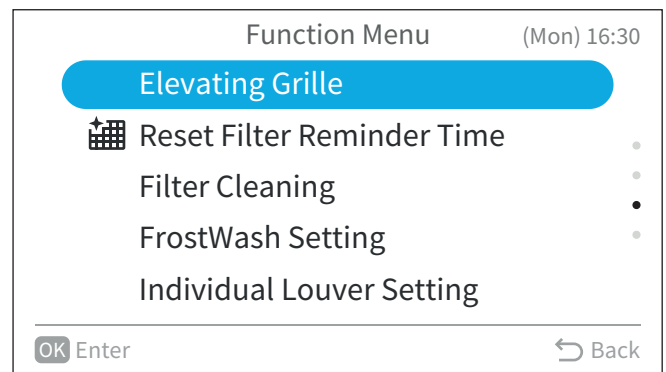 Function Menu (Mon) 16:30
Elevating Grille
Reset Filter Reminder Time
Filter Cleaning
FrostWash Setting
Individual Louver Setting
OK Enter Back